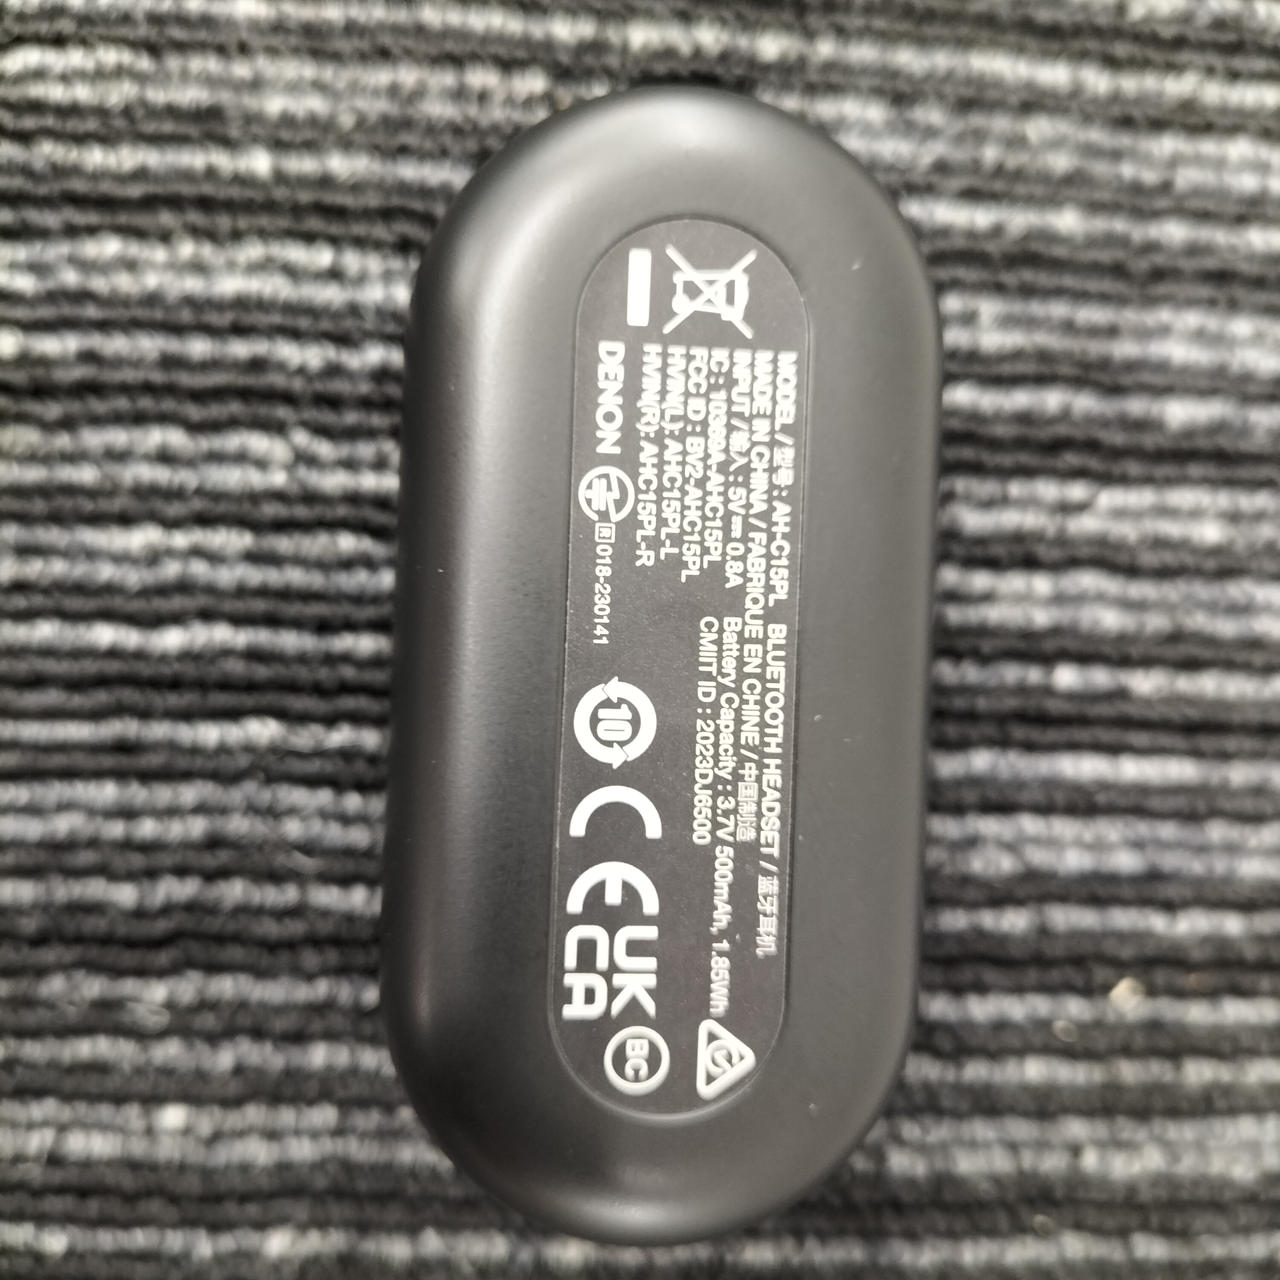 MODEL / 型号 : AH-C15PL BLUETOOTH HEADSET / 蓝牙耳机
MADE IN CHINA / FABRIQUE EN CHINE / 中国制造
INPUT / 输入 : 5V⎓0.8A Battery Capacity : 3.7V 500mAh, 1.85Wh
IC : 10369A-AHC15PL CMIIT ID : 2023DJ6500
FCC ID : BV2-AHC15PL
HVIN(L): AHC15PL-L
HVIN(R): AHC15PL-R
DENON R 018-230141
10
CE
UK
CA
BC